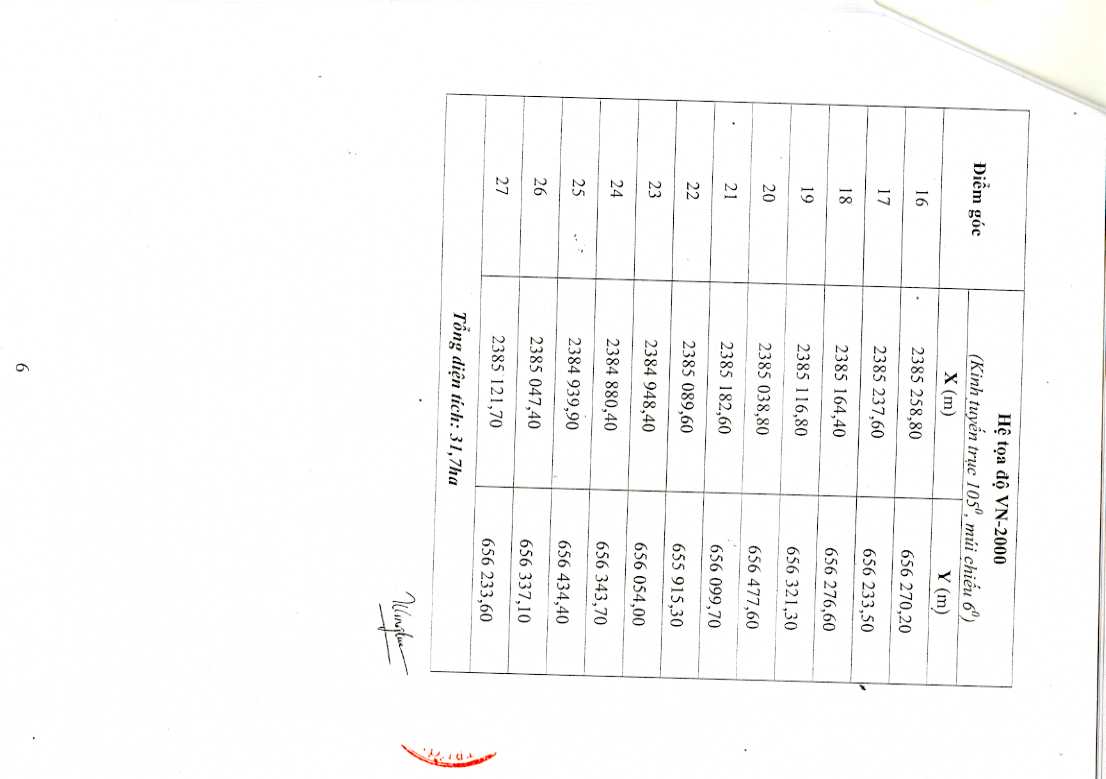 Điểm góc
Hệ tọa độ VN-2000
(Kinh tuyến trục 105⁰, múi chiếu 6⁰)
X (m) Y (m)
16 2385 258,80 656 270,20
17 2385 237,60 656 233,50
18 2385 164,40 656 276,60
19 2385 116,80 656 321,30
20 2385 038,80 656 477,60
21 2385 182,60 656 099,70
22 2385 089,60 655 915,30
23 2384 948,40 656 054,00
24 2384 880,40 656 343,70
25 2384 939,90 656 434,40
26 2385 047,40 656 337,10
27 2385 121,70 656 233,60
Tổng diện tích: 31,7ha
6